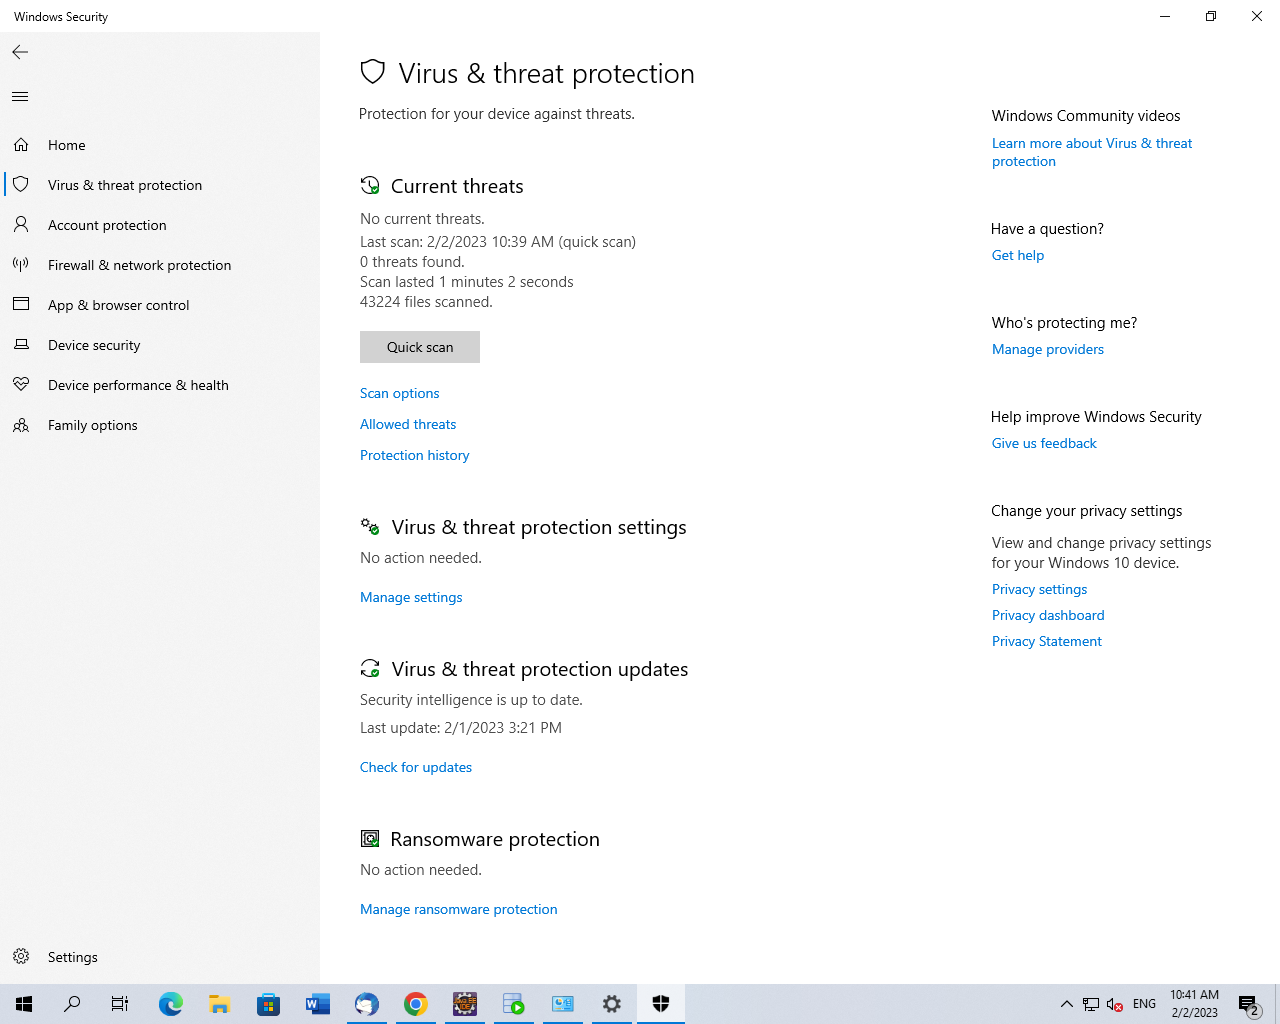 Windows Security
Home
Virus & threat protection
Account protection
Firewall & network protection
App & browser control
Device security
Device performance & health
Family options
Settings
Virus & threat protection
Protection for your device against threats.
Current threats
No current threats.
Last scan: 2/2/2023 10:39 AM (quick scan)
0 threats found.
Scan lasted 1 minutes 2 seconds
43224 files scanned.
Quick scan
Scan options
Allowed threats
Protection history
Virus & threat protection settings
No action needed.
Manage settings
Virus & threat protection updates
Security intelligence is up to date.
Last update: 2/1/2023 3:21 PM
Check for updates
Ransomware protection
No action needed.
Manage ransomware protection
Windows Community videos
Learn more about Virus & threat
protection
Have a question?
Get help
Who's protecting me?
Manage providers
Help improve Windows Security
Give us feedback
Change your privacy settings
View and change privacy settings
for your Windows 10 device.
Privacy settings
Privacy dashboard
Privacy Statement
ENG
10:41 AM
2/2/2023
2